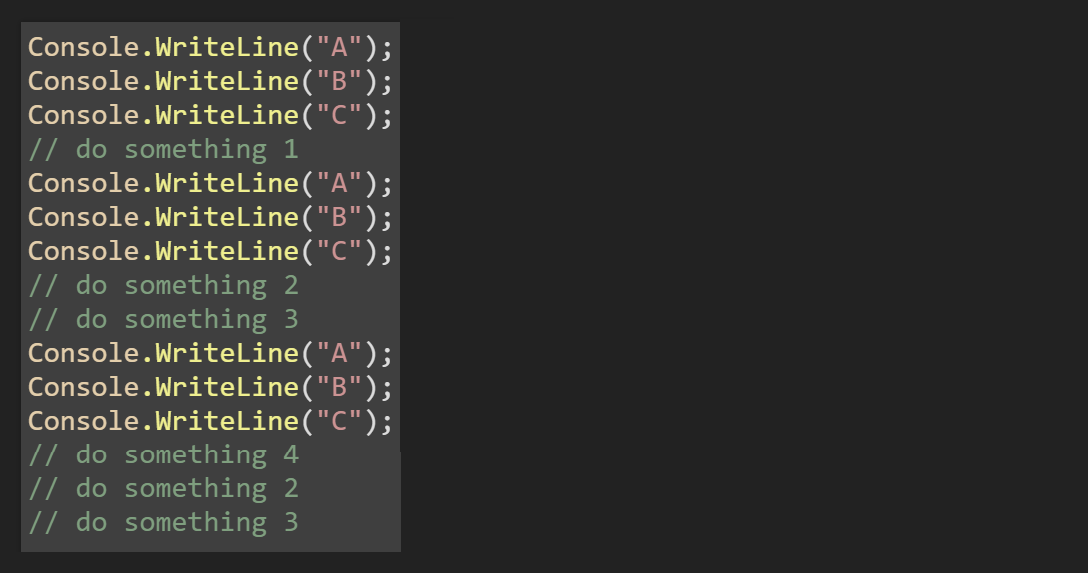 Console.WriteLine("A");
Console.WriteLine("B");
Console.WriteLine("C");
// do something 1
Console.WriteLine("A");
Console.WriteLine("B");
Console.WriteLine("C");
// do something 2
// do something 3
Console.WriteLine("A");
Console.WriteLine("B");
Console.WriteLine("C");
// do something 4
// do something 2
// do something 3